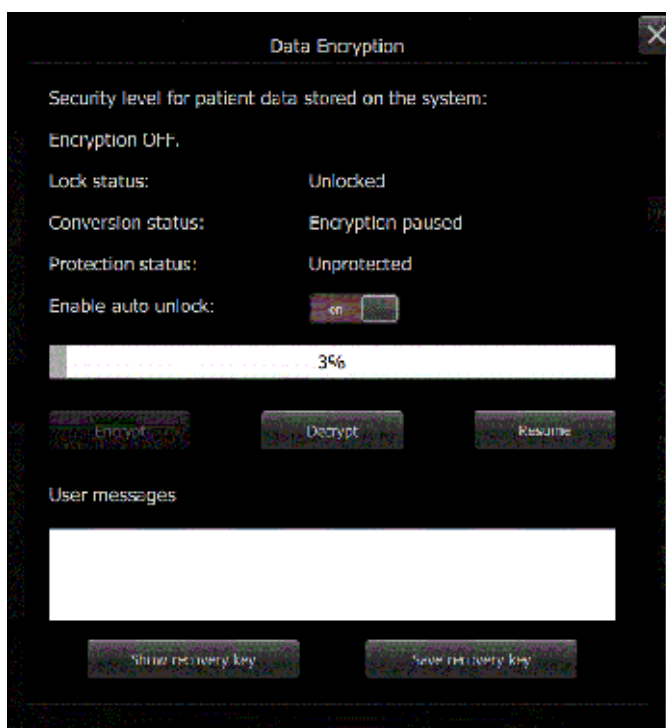 Data Encryption
Security level for patient data stored on the system:
Encryption OFF.
Lock status: Unlocked
Conversion status: Encryption paused
Protection status: Unprotected
Enable auto unlock: on
3%
Encrypt Decrypt Resume
User messages
Show recovery key Save recovery key